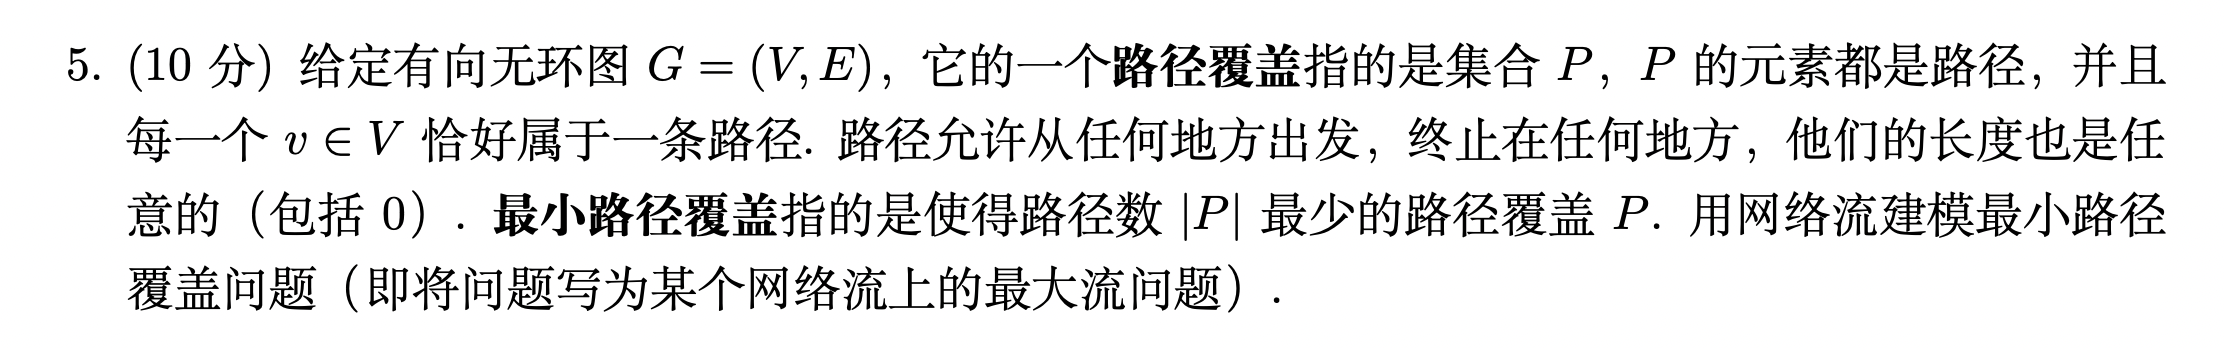 5. (10 分) 给定有向无环图 G = (V, E)，它的一个路径覆盖指的是集合 P，P 的元素都是路径，并且
每一个 v ∈ V 恰好属于一条路径. 路径允许从任何地方出发，终止在任何地方，他们的长度也是任
意的（包括 0）. 最小路径覆盖指的是使得路径数 |P| 最少的路径覆盖 P. 用网络流建模最小路径
覆盖问题（即将问题写为某个网络流上的最大流问题）.